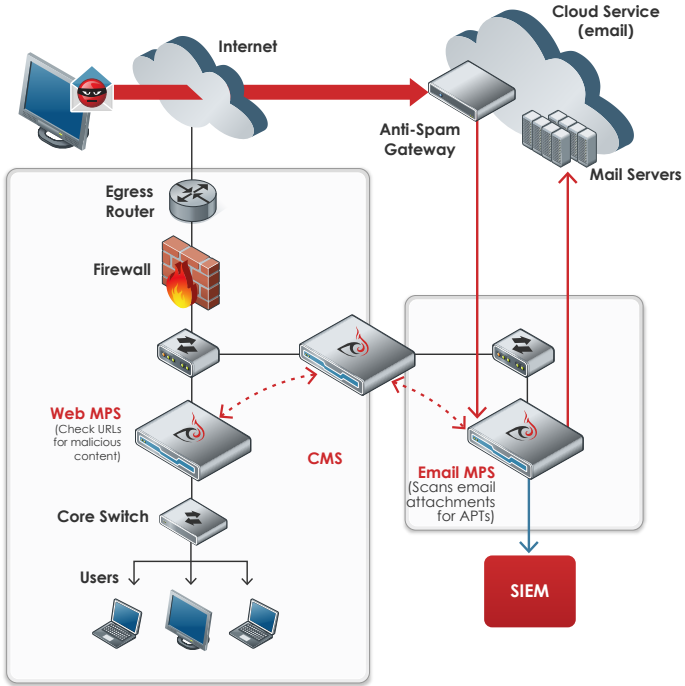 Cloud Service
(email)
Internet
Anti-Spam
Gateway
Mail Servers
Egress
Router
Firewall
Web MPS
(Check URLs
for malicious
content)
CMS
Email MPS
(Scans email
attachments
for APTs)
Core Switch
Users
SIEM